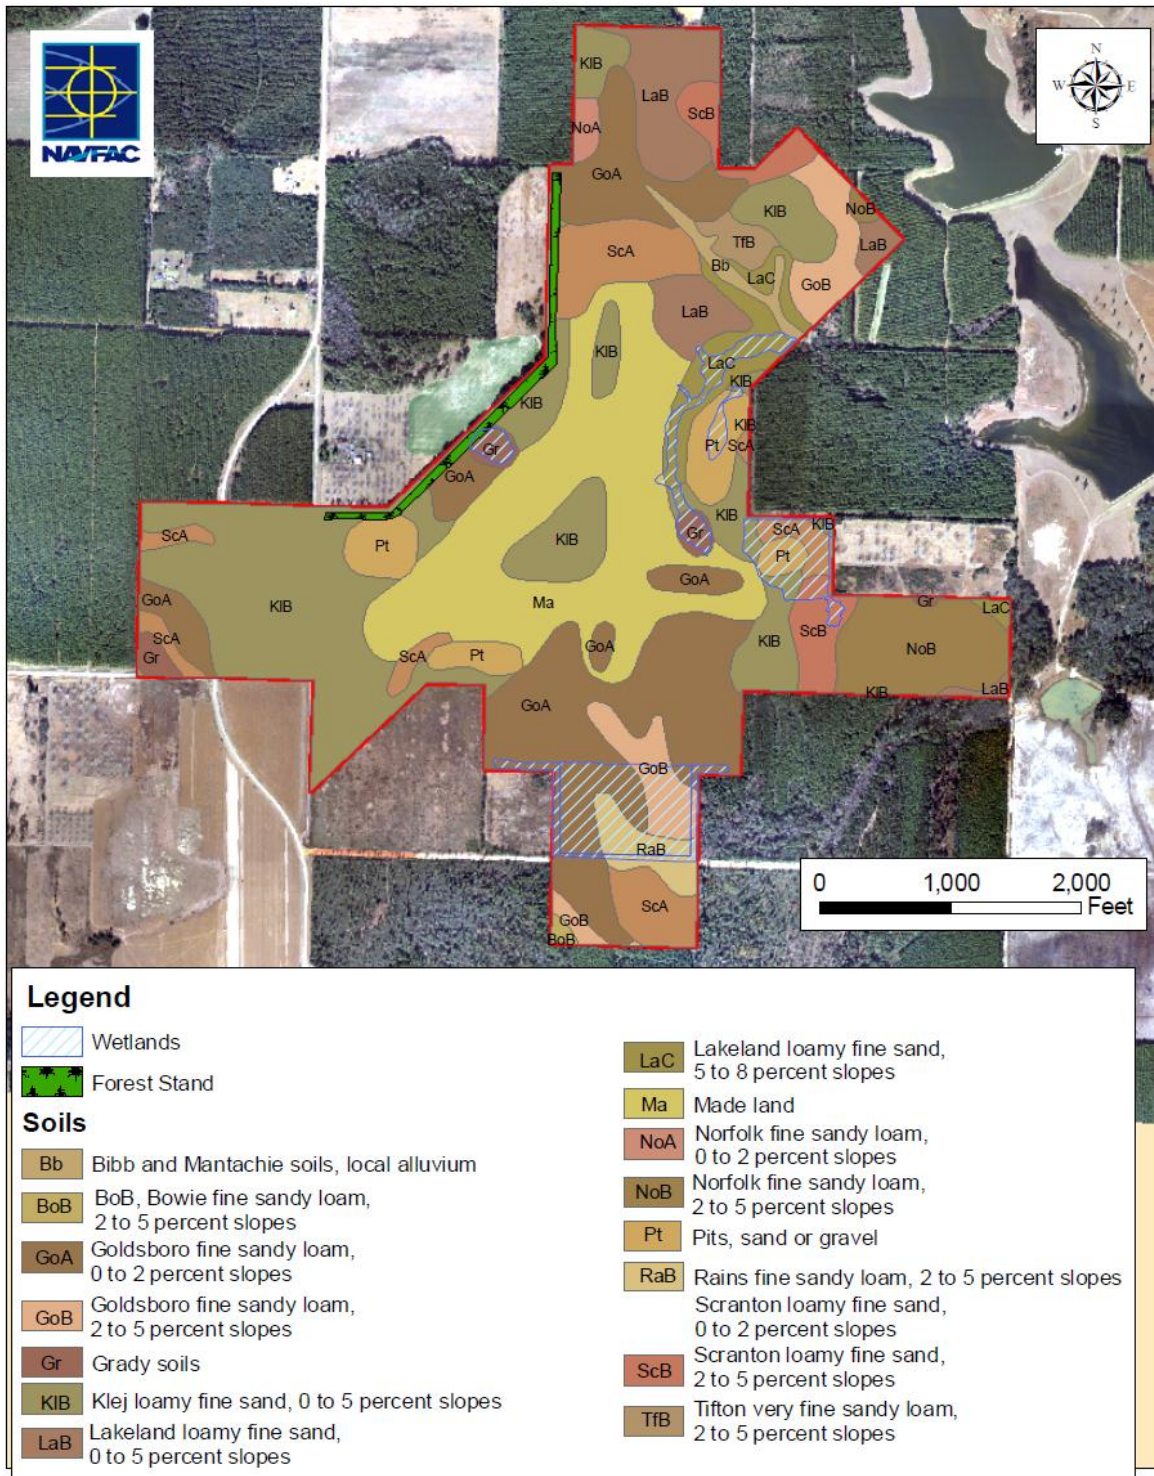 NAVFAC
N
W E
S
KlB
LaB
ScB
NoA
GoA
KlB
NoB
TfB
LaB
ScA
Bb
LaC
GoB
LaB
KlB
LaC
KlB
KlB
KlB
Pt
ScA
Gr
GoA
ScA
Pt
KlB
Gr
KlB
ScA
KlB
Pt
GoA
KlB
GoA
Ma
Gr
LaC
ScA
GoA
KlB
ScB
NoB
Gr
ScA
Pt
LaB
KlB
GoA
GoB
RaB
ScA
GoB
BoB
0 1,000 2,000
Feet
Legend
Wetlands
Forest Stand
Soils
Bb Bibb and Mantachie soils, local alluvium
BoB BoB, Bowie fine sandy loam,
2 to 5 percent slopes
GoA Goldsboro fine sandy loam,
0 to 2 percent slopes
GoB Goldsboro fine sandy loam,
2 to 5 percent slopes
Gr Grady soils
KlB Klej loamy fine sand, 0 to 5 percent slopes
LaB Lakeland loamy fine sand,
0 to 5 percent slopes
LaC Lakeland loamy fine sand,
5 to 8 percent slopes
Ma Made land
NoA Norfolk fine sandy loam,
0 to 2 percent slopes
NoB Norfolk fine sandy loam,
2 to 5 percent slopes
Pt Pits, sand or gravel
RaB Rains fine sandy loam, 2 to 5 percent slopes
Scranton loamy fine sand,
0 to 2 percent slopes
ScB Scranton loamy fine sand,
2 to 5 percent slopes
TfB Tifton very fine sandy loam,
2 to 5 percent slopes